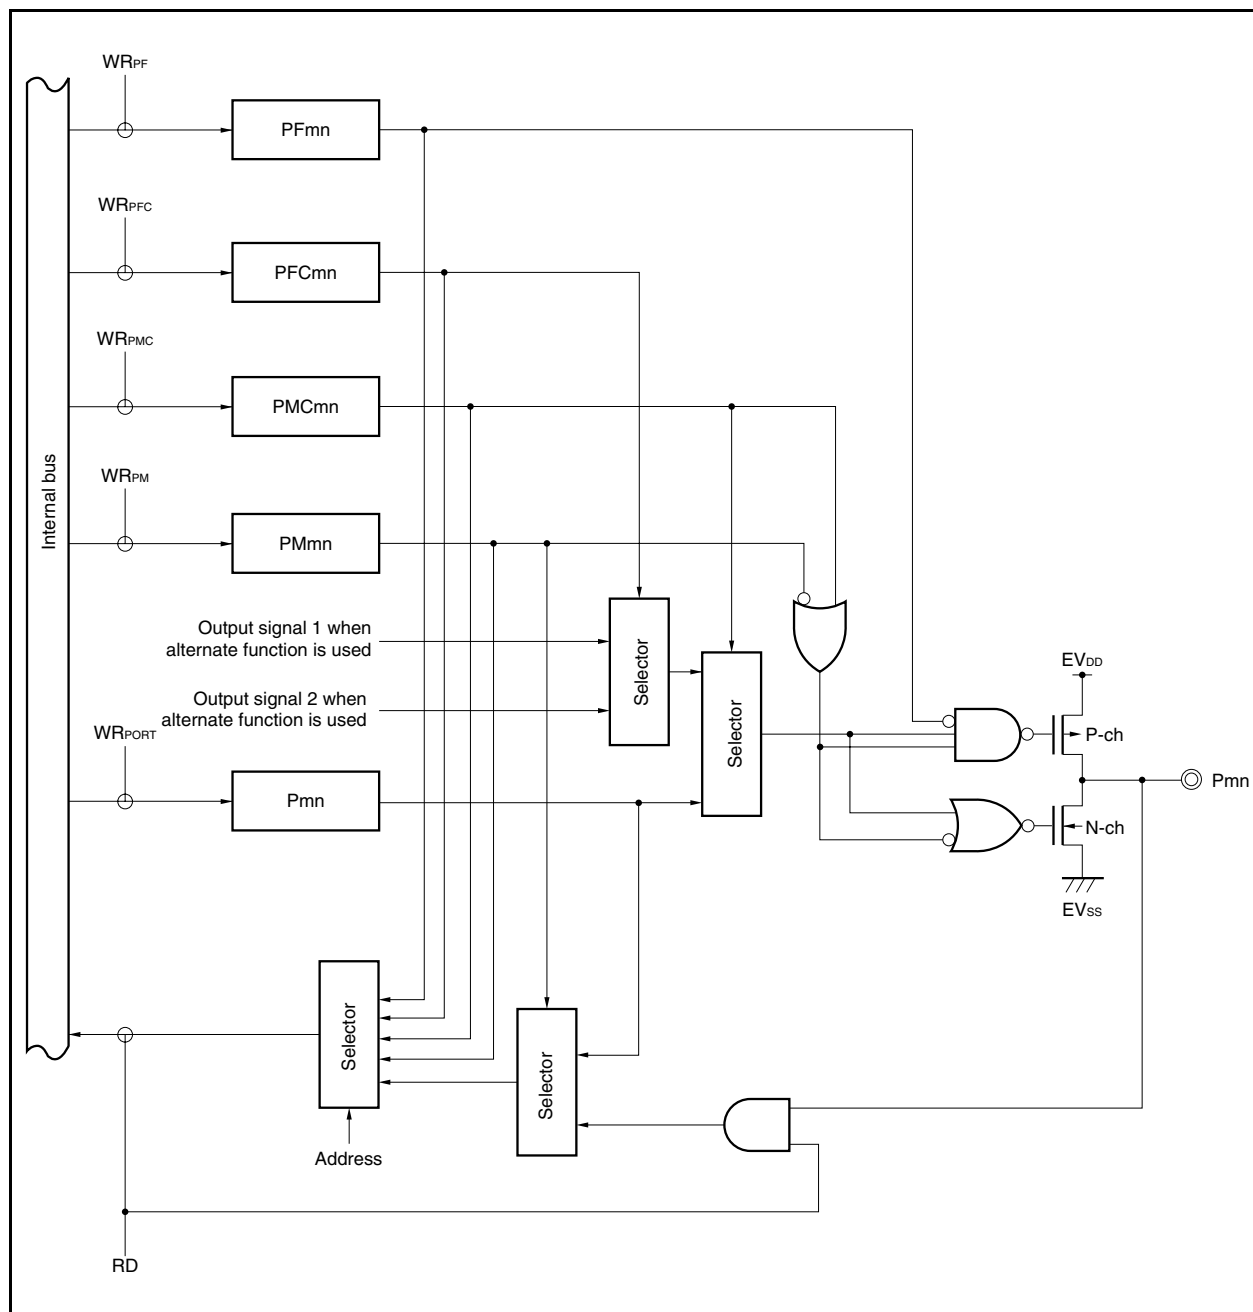 WRPF
PFmn
WRPFC
PFCmn
WRPMC
PMCmn
WRPM
PMmn
Internal bus
Output signal 1 when
alternate function is used
Output signal 2 when
alternate function is used
Selector
Selector
WRPORT
Pmn
EVDD
P-ch
Pmn
N-ch
EVSS
Selector
Selector
Address
RD